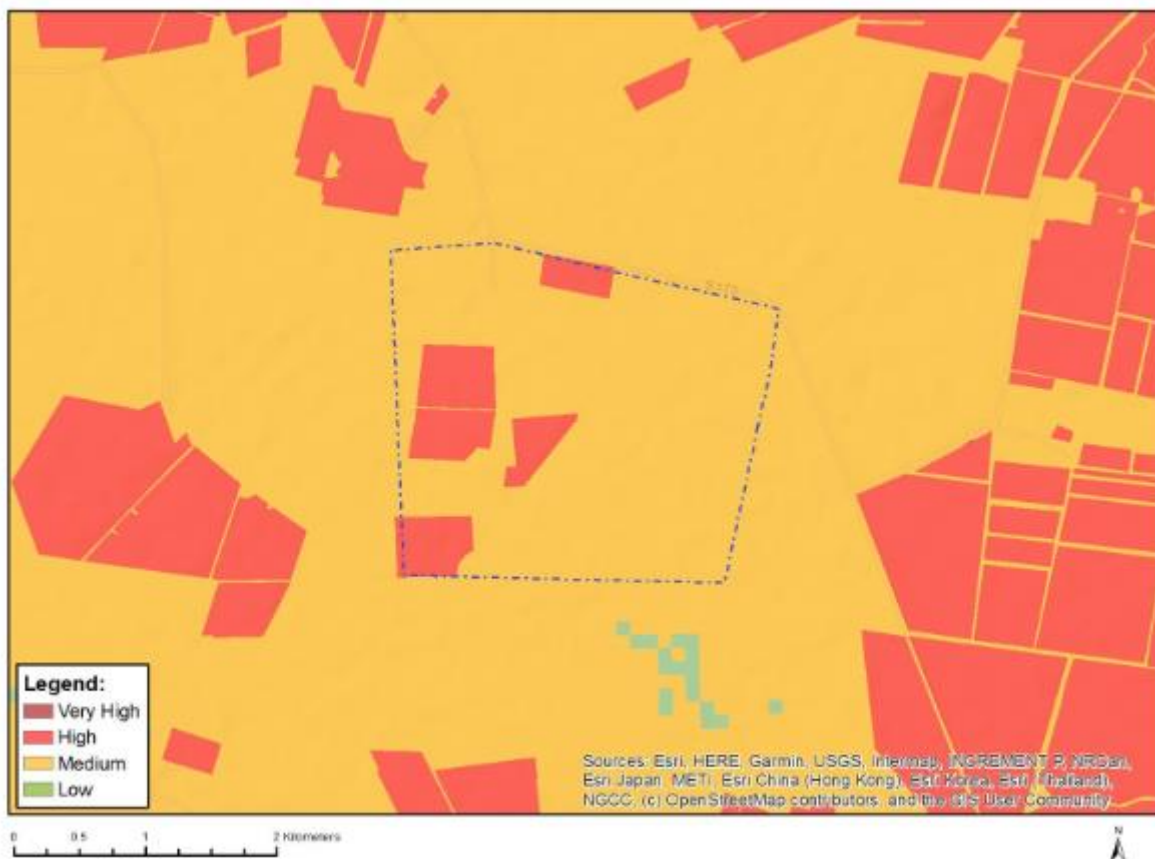 Legend:
Very High
High
Medium
Low
Sources: Esri, HERE, Garmin, USGS, Intermap, INCREMENT P, NRCan,
Esri Japan, METI, Esri China (Hong Kong), Esri Korea, Esri (Thailand),
NGCC, (c) OpenStreetMap contributors, and the GIS User Community
0 0.5 1 2 Kilometers
N